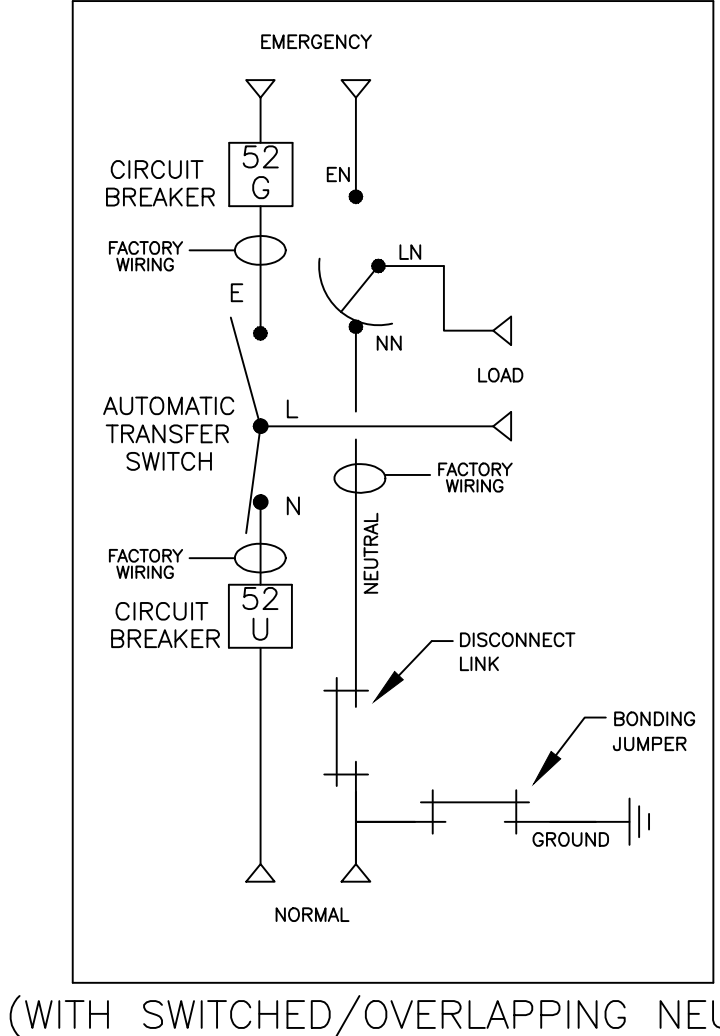 EMERGENCY
52
G
CIRCUIT
BREAKER
EN
FACTORY
WIRING
LN
E
NN
LOAD
AUTOMATIC
TRANSFER
SWITCH
L
FACTORY
WIRING
N
NEUTRAL
FACTORY
WIRING
52
U
CIRCUIT
BREAKER
DISCONNECT
LINK
BONDING
JUMPER
GROUND
NORMAL
(WITH SWITCHED/OVERLAPPING NEU